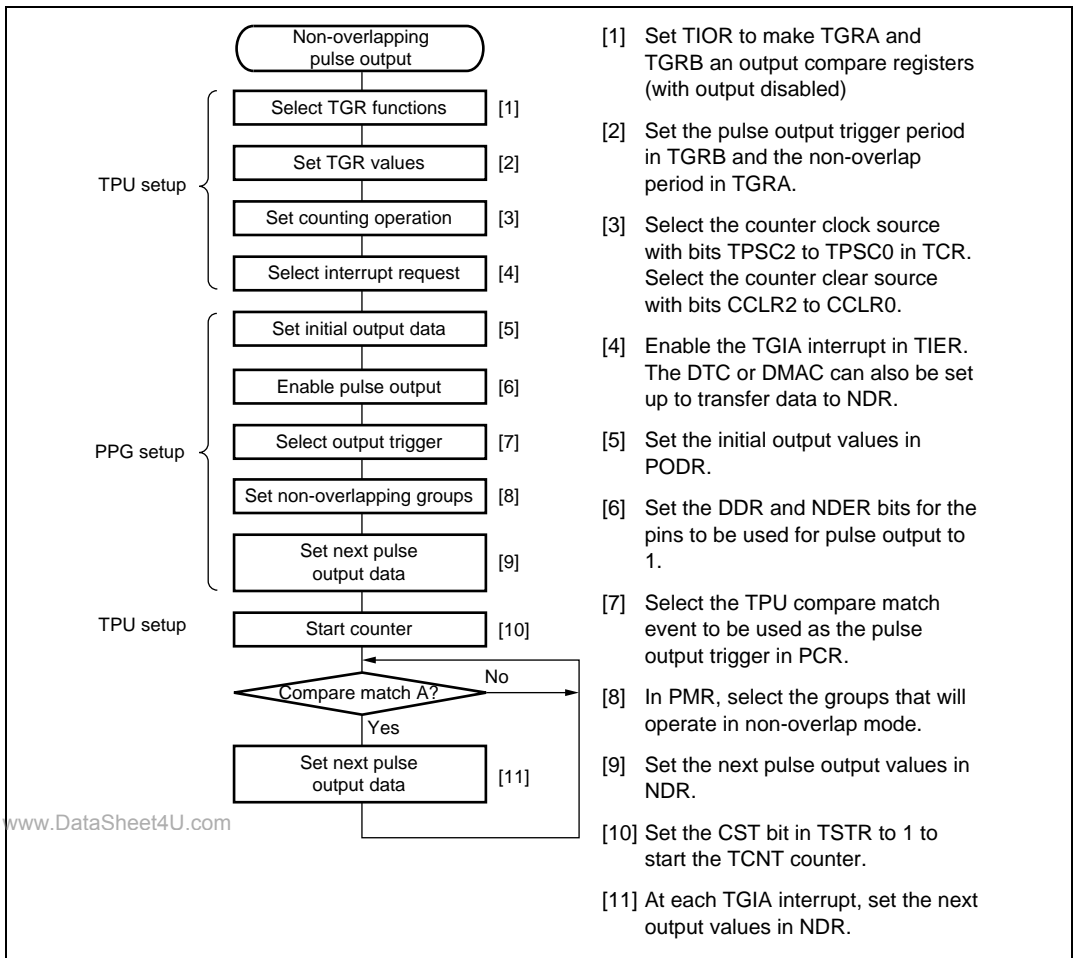 Non-overlapping
pulse output
Select TGR functions [1]
Set TGR values [2]
TPU setup
Set counting operation [3]
Select interrupt request [4]
Set initial output data [5]
Enable pulse output [6]
Select output trigger [7]
PPG setup
Set non-overlapping groups [8]
Set next pulse
output data
[9]
TPU setup
Start counter [10]
Compare match A?
No
Yes
Set next pulse
output data
[11]
www.DataSheet4U.com
[1] Set TIOR to make TGRA and
TGRB an output compare registers
(with output disabled)
[2] Set the pulse output trigger period
in TGRB and the non-overlap
period in TGRA.
[3] Select the counter clock source
with bits TPSC2 to TPSC0 in TCR.
Select the counter clear source
with bits CCLR2 to CCLR0.
[4] Enable the TGIA interrupt in TIER.
The DTC or DMAC can also be set
up to transfer data to NDR.
[5] Set the initial output values in
PODR.
[6] Set the DDR and NDER bits for the
pins to be used for pulse output to
1.
[7] Select the TPU compare match
event to be used as the pulse
output trigger in PCR.
[8] In PMR, select the groups that will
operate in non-overlap mode.
[9] Set the next pulse output values in
NDR.
[10] Set the CST bit in TSTR to 1 to
start the TCNT counter.
[11] At each TGIA interrupt, set the next
output values in NDR.